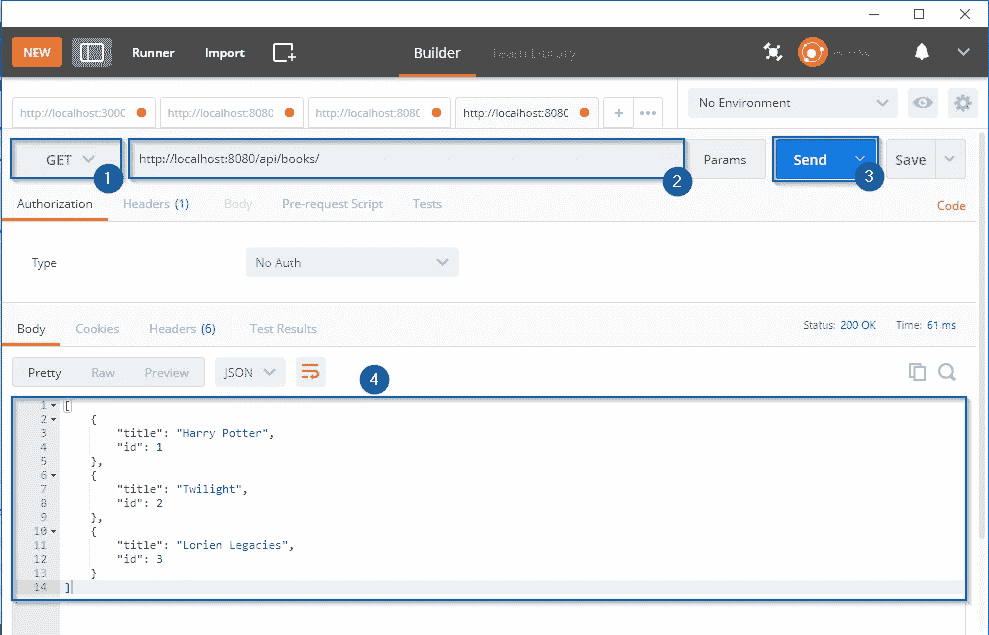 NEW Runner Import Builder
http://localhost:3000 http://localhost:8080 http://localhost:8080 http://localhost:8080 + ••• No Environment
GET http://localhost:8080/api/books/ Params Send Save
1 2 3
Authorization Headers (1) Body Pre-request Script Tests Code
Type No Auth
Body Cookies Headers (6) Test Results Status: 200 OK Time: 61 ms
Pretty Raw Preview JSON 4
1 [
2 {
3 "title": "Harry Potter",
4 "id": 1
5 },
6 {
7 "title": "Twilight",
8 "id": 2
9 },
10 {
11 "title": "Lorien Legacies",
12 "id": 3
13 }
14 ]